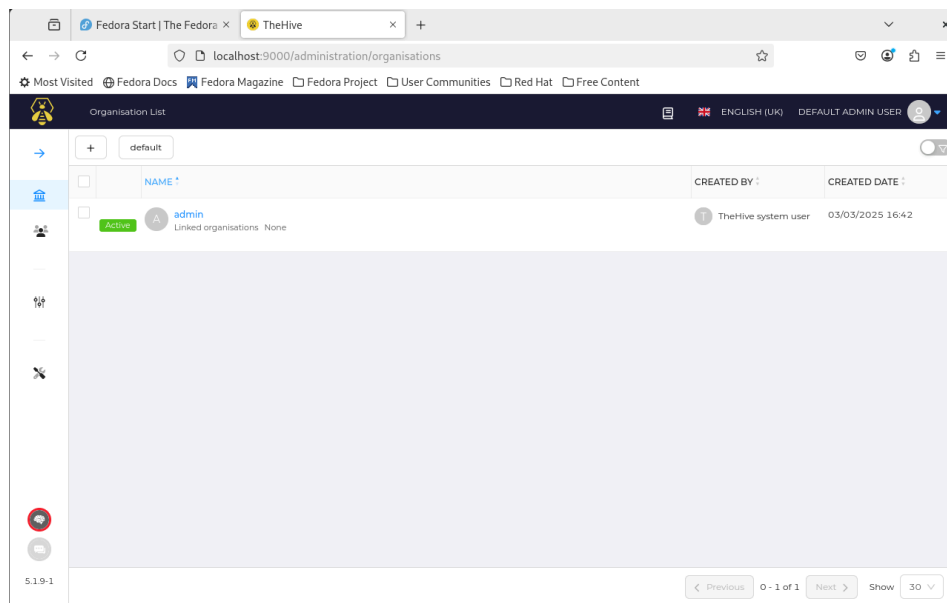 Fedora Start | The Fedora
TheHive
localhost:9000/administration/organisations
Most Visited Fedora Docs Fedora Magazine Fedora Project User Communities Red Hat Free Content
Organisation List
ENGLISH (UK)
DEFAULT ADMIN USER
+ default
NAME
CREATED BY
CREATED DATE
Active
A
admin
Linked organisations None
T
TheHive system user
03/03/2025 16:42
5.1.9-1
Previous
0 - 1 of 1
Next
Show
30